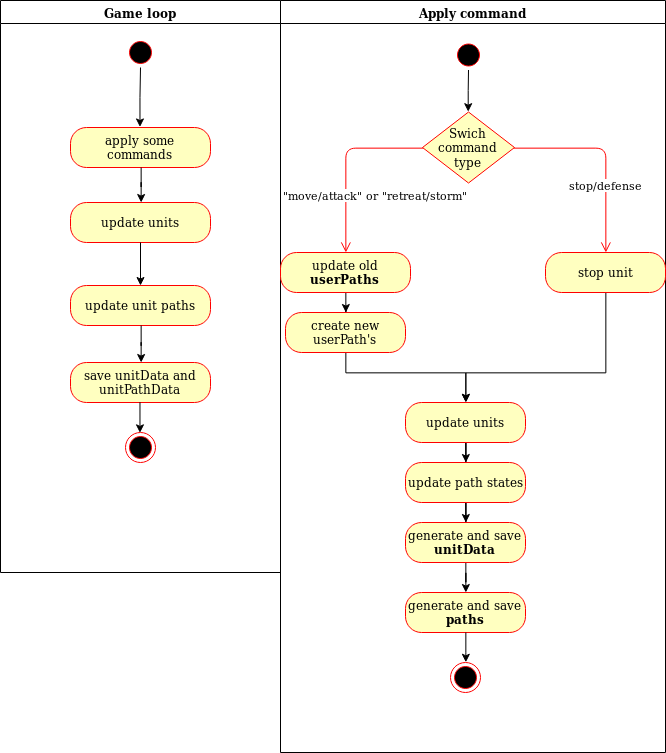 Game loop
apply some
commands
update units
update unit paths
save unitData and
unitPathData
Apply command
Swich
command
type
"move/attack" or "retreat/storm"
stop/defense
update old
userPaths
stop unit
create new
userPath's
update units
update path states
generate and save
unitData
generate and save
paths